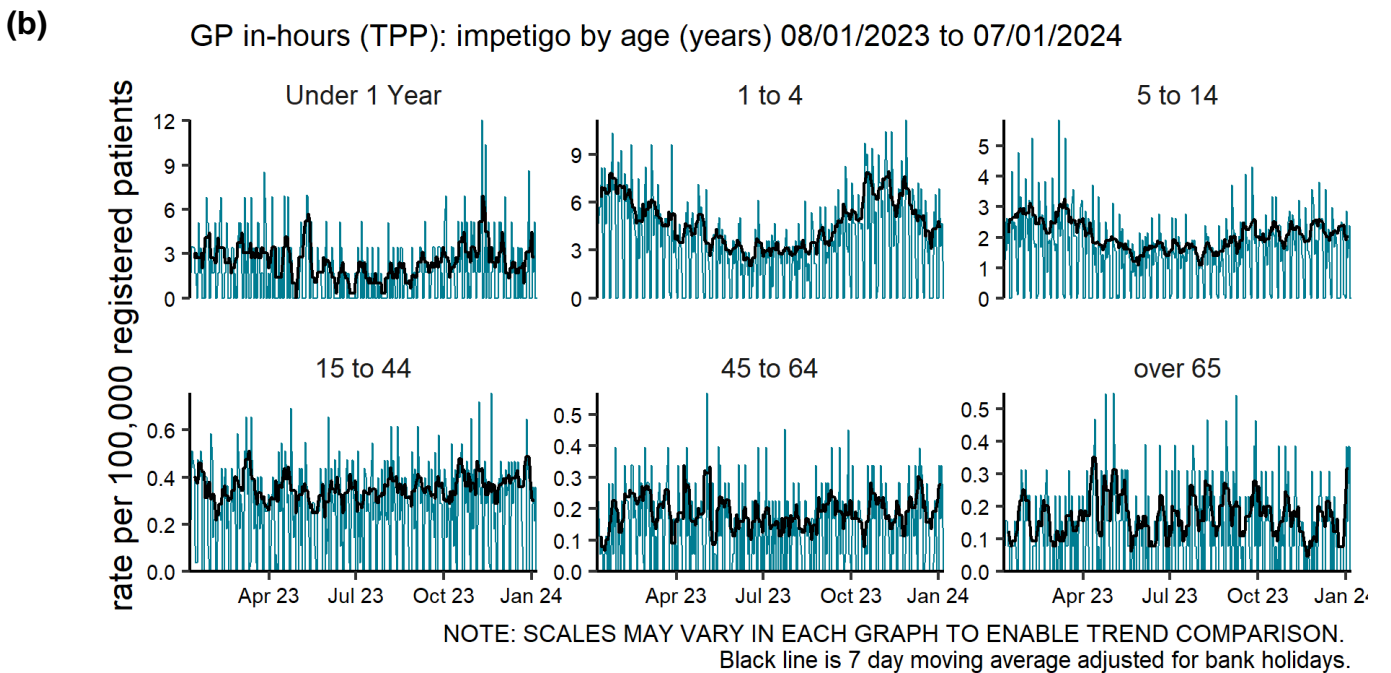 (b)
GP in-hours (TPP): impetigo by age (years) 08/01/2023 to 07/01/2024
rate per 100,000 registered patients
Under 1 Year
12
9
6
3
0
1 to 4
9
6
3
0
5 to 14
5
4
3
2
1
0
15 to 44
0.6
0.4
0.2
0.0
Apr 23 Jul 23 Oct 23 Jan 24
45 to 64
0.5
0.4
0.3
0.2
0.1
0.0
Apr 23 Jul 23 Oct 23 Jan 24
over 65
0.5
0.4
0.3
0.2
0.1
0.0
Apr 23 Jul 23 Oct 23 Jan 2
NOTE: SCALES MAY VARY IN EACH GRAPH TO ENABLE TREND COMPARISON.
Black line is 7 day moving average adjusted for bank holidays.